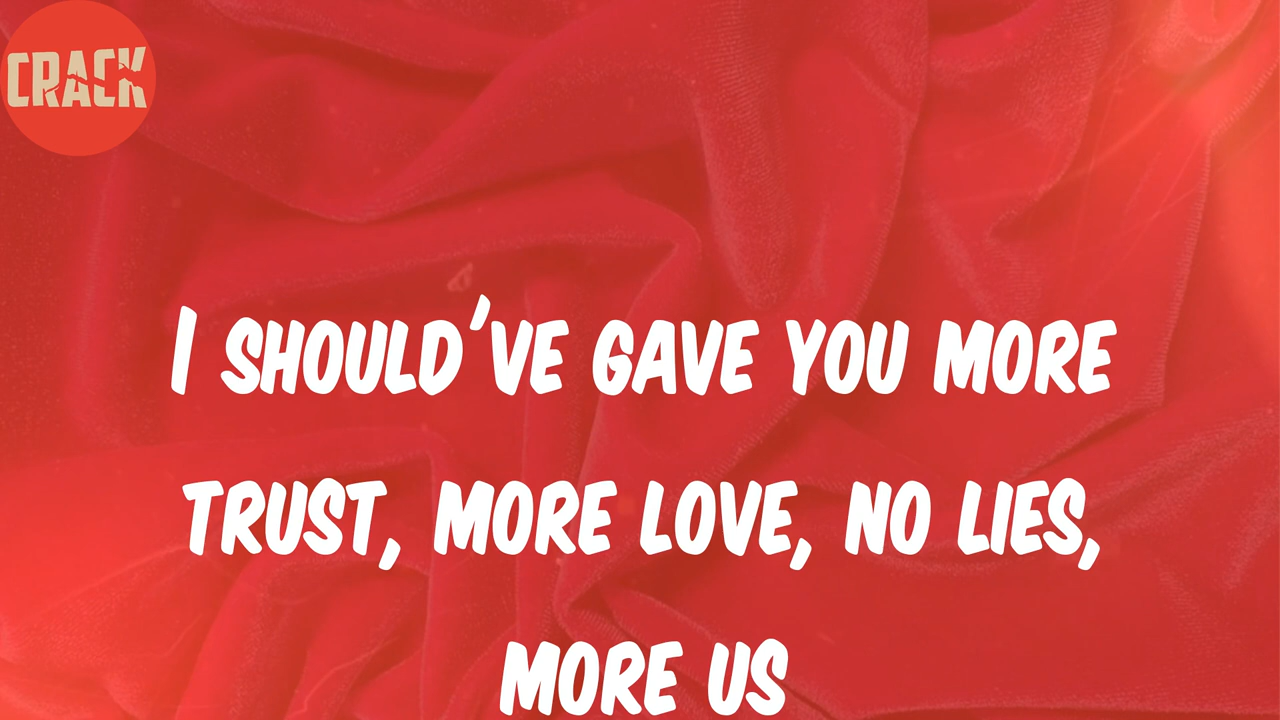 CRACK
I SHOULD'VE GAVE YOU MORE
TRUST, MORE LOVE, NO LIES,
MORE US